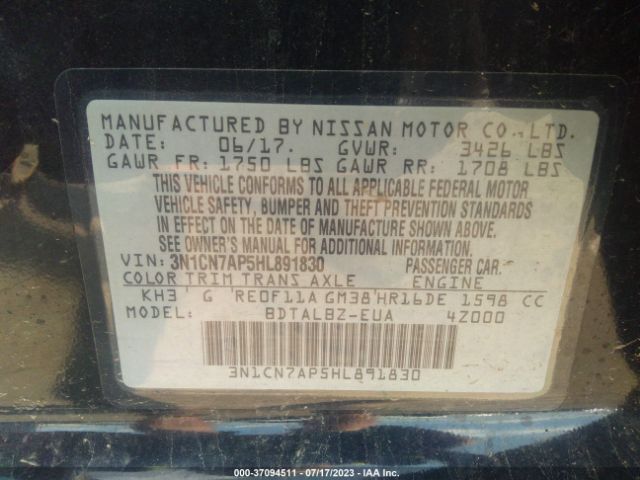 MANUFACTURED BY NISSAN MOTOR CO.,LTD.
DATE: 06/17. GVWR: 3426 LBS
GAWR FR: 1750 LBS GAWR RR: 1708 LBS
THIS VEHICLE CONFORMS TO ALL APPLICABLE FEDERAL MOTOR
VEHICLE SAFETY, BUMPER AND THEFT PREVENTION STANDARDS
IN EFFECT ON THE DATE OF MANUFACTURE SHOWN ABOVE.
SEE OWNER'S MANUAL FOR ADDITIONAL INFORMATION.
VIN: 3N1CN7AP5HL891830 PASSENGER CAR.
COLOR TRIM TRANS AXLE ENGINE
KH3 G RE0F11A GM38 HR16DE 1598 CC
MODEL: BDTALBZ-EUA 4Z000
3N1CN7AP5HL891830
000-37094511 - 07/17/2023 - IAA Inc.